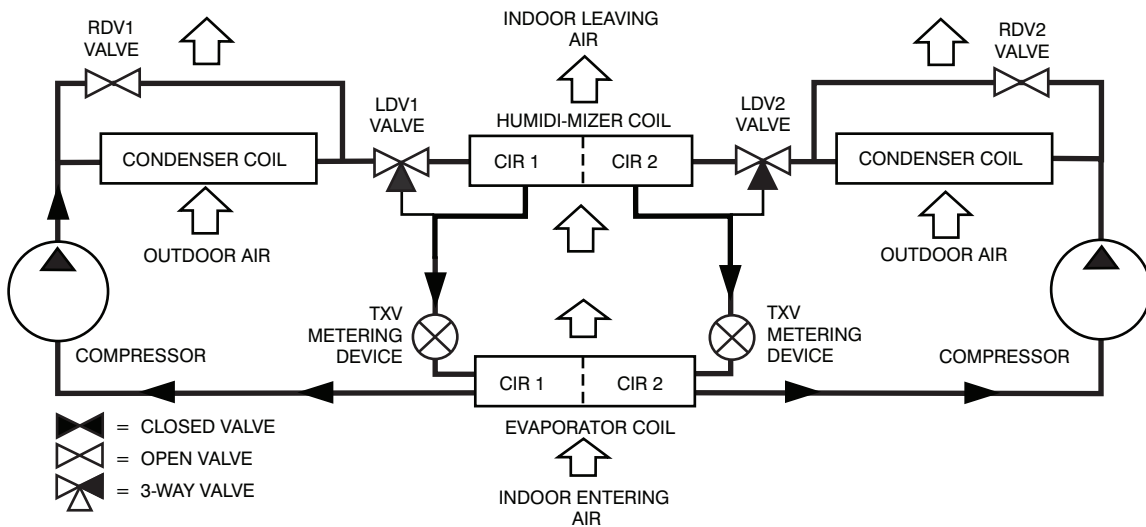 RDV1
VALVE
INDOOR LEAVING
AIR
RDV2
VALVE
LDV1
VALVE
HUMIDI-MIZER COIL
LDV2
VALVE
CONDENSER COIL
CIR 1
CIR 2
CONDENSER COIL
OUTDOOR AIR
OUTDOOR AIR
TXV
METERING
DEVICE
TXV
METERING
DEVICE
COMPRESSOR
COMPRESSOR
CIR 1
CIR 2
EVAPORATOR COIL
= CLOSED VALVE
= OPEN VALVE
= 3-WAY VALVE
INDOOR ENTERING
AIR